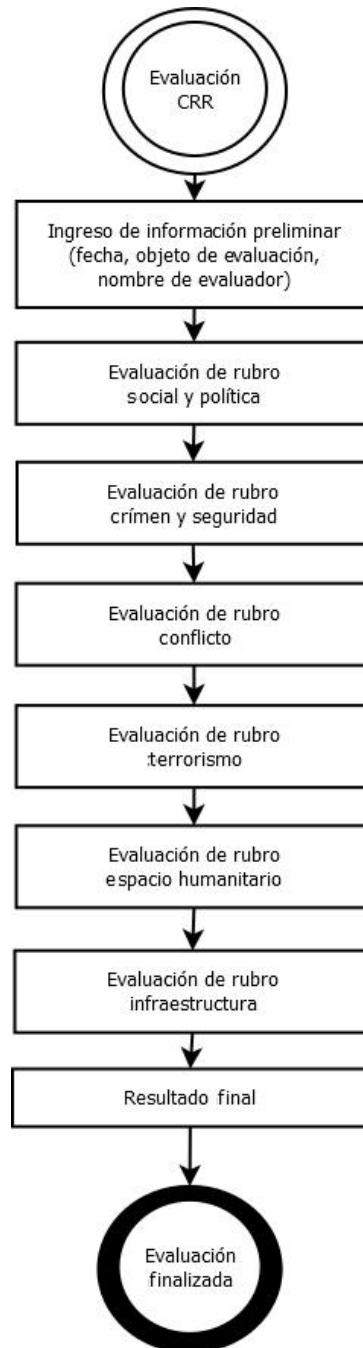 Evaluación
CRR
Ingreso de información preliminar
(fecha, objeto de evaluación,
nombre de evaluador)
Evaluación de rubro
social y política
Evaluación de rubro
crímen y seguridad
Evaluación de rubro
conflicto
Evaluación de rubro
terrorismo
Evaluación de rubro
espacio humanitario
Evaluación de rubro
infraestructura
Resultado final
Evaluación
finalizada